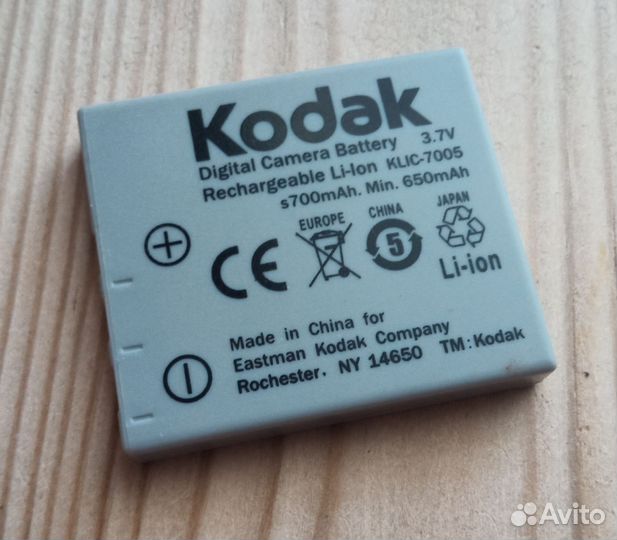 Kodak
Digital Camera Battery 3.7V
Rechargeable Li-Ion KLIC-7005
s700mAh. Min. 650mAh
EUROPE CHINA JAPAN
CE 5
Li-ion
Made in China for
Eastman Kodak Company
Rochester, NY 14650 TM:Kodak
Avito